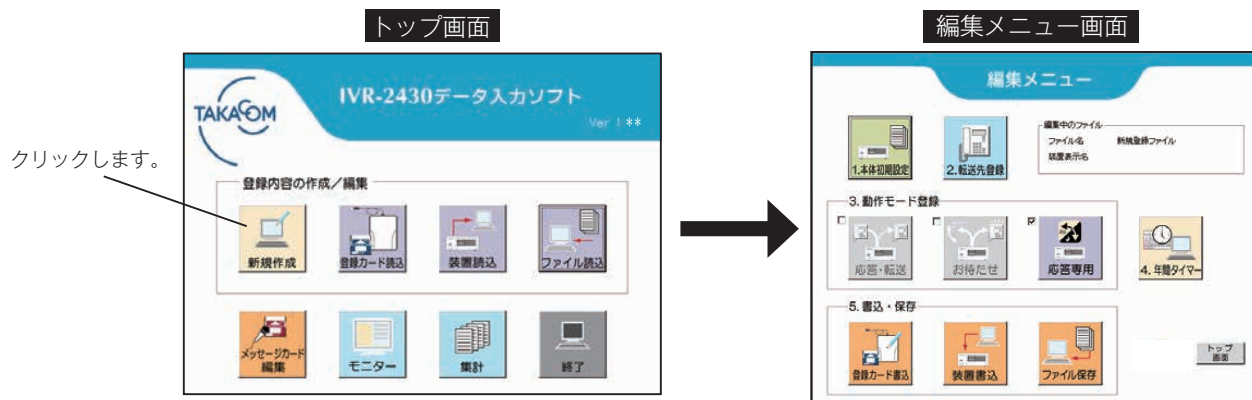 トップ画面
TAKACOM
IVR-2430データ入力ソフト
Ver 1 **
クリックします。
登録内容の作成／編集
新規作成
登録カード読込
装置読込
ファイル読込
メッセージカード
編集
モニター
集計
終了
編集メニュー画面
編集メニュー
1.本体初期設定
2.転送先登録
編集中のファイル
ファイル名 新規登録ファイル
装置表示名
3.動作モード登録
応答・転送
お待たせ
応答専用
4.年間タイマー
5.書込・保存
登録カード書込
装置書込
ファイル保存
トップ
画面